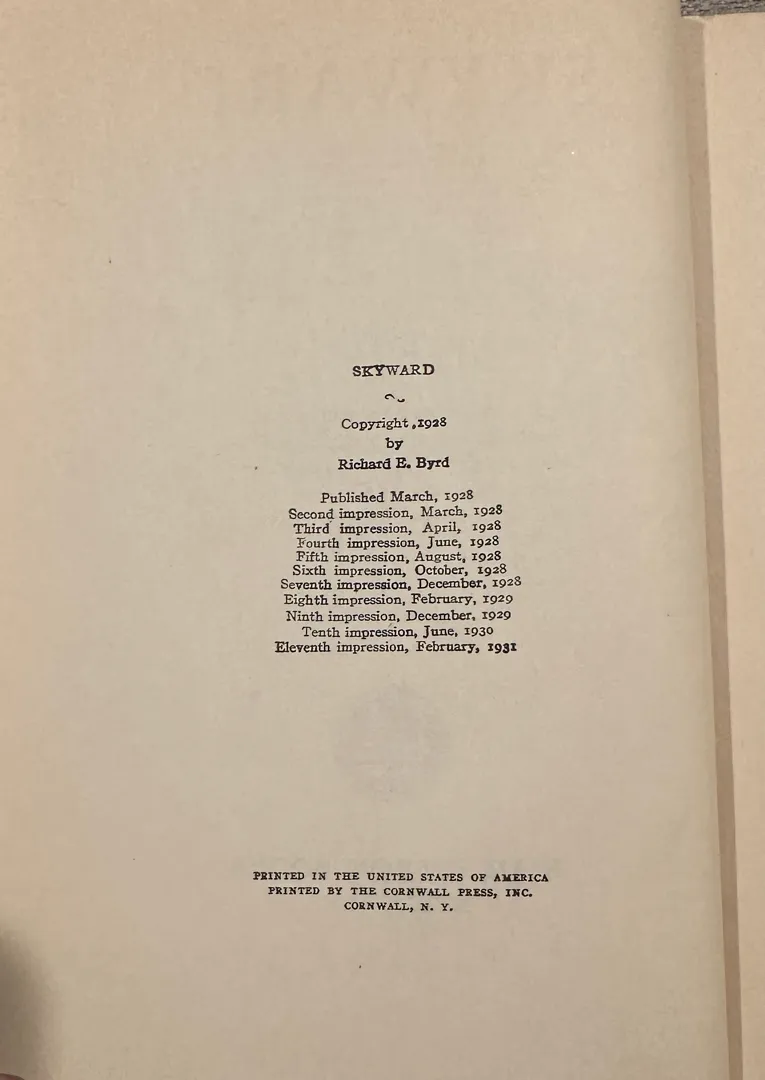 SKYWARD
Copyright, 1928
by
Richard E. Byrd
Published March, 1928
Second impression, March, 1928
Third impression, April, 1928
Fourth impression, June, 1928
Fifth impression, August, 1928
Sixth impression, October, 1928
Seventh impression, December, 1928
Eighth impression, February, 1929
Ninth impression, December, 1929
Tenth impression, June, 1930
Eleventh impression, February, 1931
PRINTED IN THE UNITED STATES OF AMERICA
PRINTED BY THE CORNWALL PRESS, INC.
CORNWALL, N. Y.